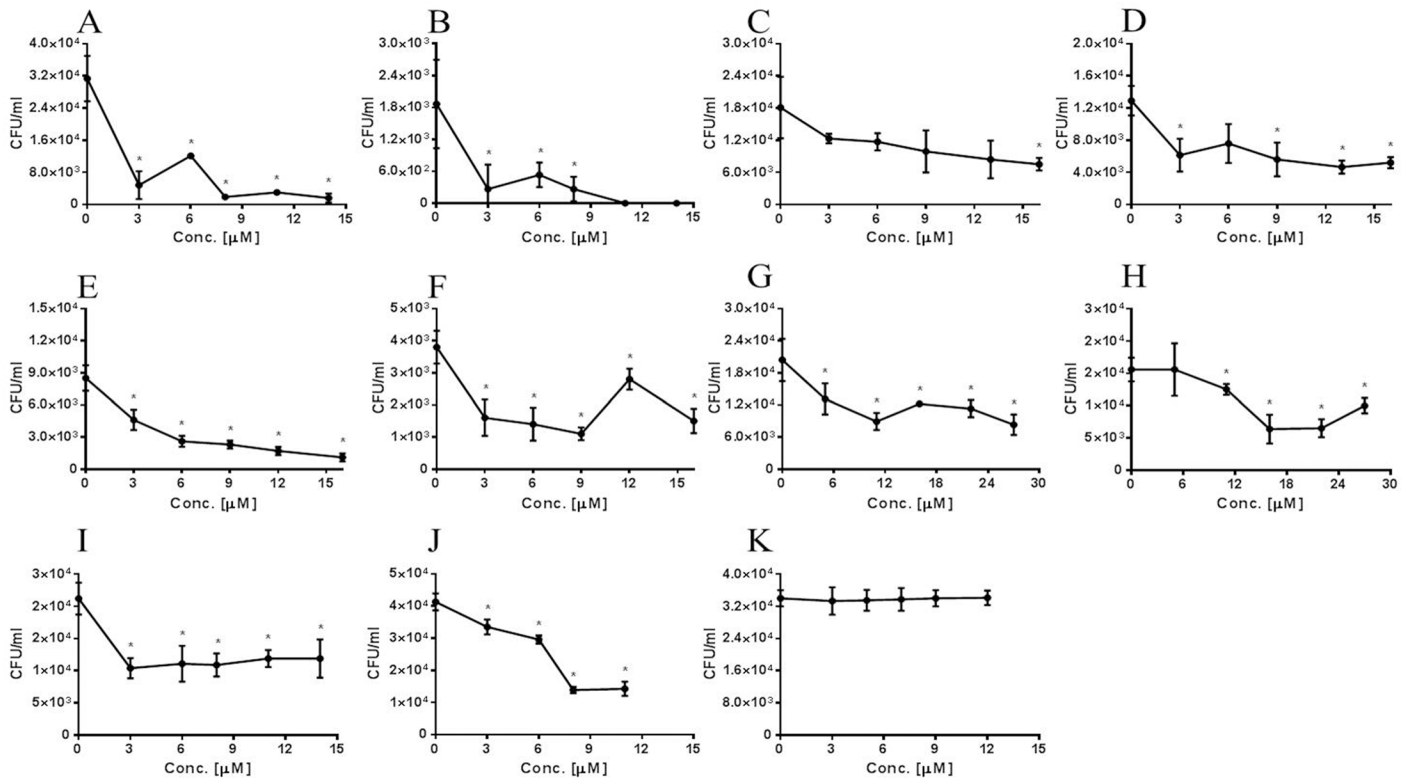 A
CFU/ml
4.0×10⁴
3.2×10⁴
2.4×10⁴
1.6×10⁴
8.0×10³
0
* * * * *
0 3 6 9 12 15
Conc. [μM]
B
CFU/ml
3.0×10³
2.4×10³
1.8×10³
1.2×10³
6.0×10²
0
* * *
0 3 6 9 12 15
Conc. [μM]
C
CFU/ml
3.0×10⁴
2.4×10⁴
1.8×10⁴
1.2×10⁴
6.0×10³
0
*
0 3 6 9 12 15
Conc. [μM]
D
CFU/ml
2.0×10⁴
1.6×10⁴
1.2×10⁴
8.0×10³
4.0×10³
0
* * * *
0 3 6 9 12 15
Conc. [μM]
E
CFU/ml
1.5×10⁴
1.2×10⁴
9.0×10³
6.0×10³
3.0×10³
0
* * * * *
0 3 6 9 12 15
Conc. [μM]
F
CFU/ml
5×10³
4×10³
3×10³
2×10³
1×10³
0
* * * * *
0 3 6 9 12 15
Conc. [μM]
G
CFU/ml
3.0×10⁴
2.4×10⁴
1.8×10⁴
1.2×10⁴
6.0×10³
0
* * * * *
0 6 12 18 24 30
Conc. [μM]
H
CFU/ml
3×10⁴
2×10⁴
2×10⁴
1×10⁴
5×10³
0
* * * *
0 6 12 18 24 30
Conc. [μM]
I
CFU/ml
3×10⁴
2×10⁴
2×10⁴
1×10⁴
5×10³
0
* * * * *
0 3 6 9 12 15
Conc. [μM]
J
CFU/ml
5×10⁴
4×10⁴
3×10⁴
2×10⁴
1×10⁴
0
* * * *
0 3 6 9 12 15
Conc. [μM]
K
CFU/ml
4.0×10⁴
3.2×10⁴
2.4×10⁴
1.6×10⁴
8.0×10³
0
0 3 6 9 12 15
Conc. [μM]